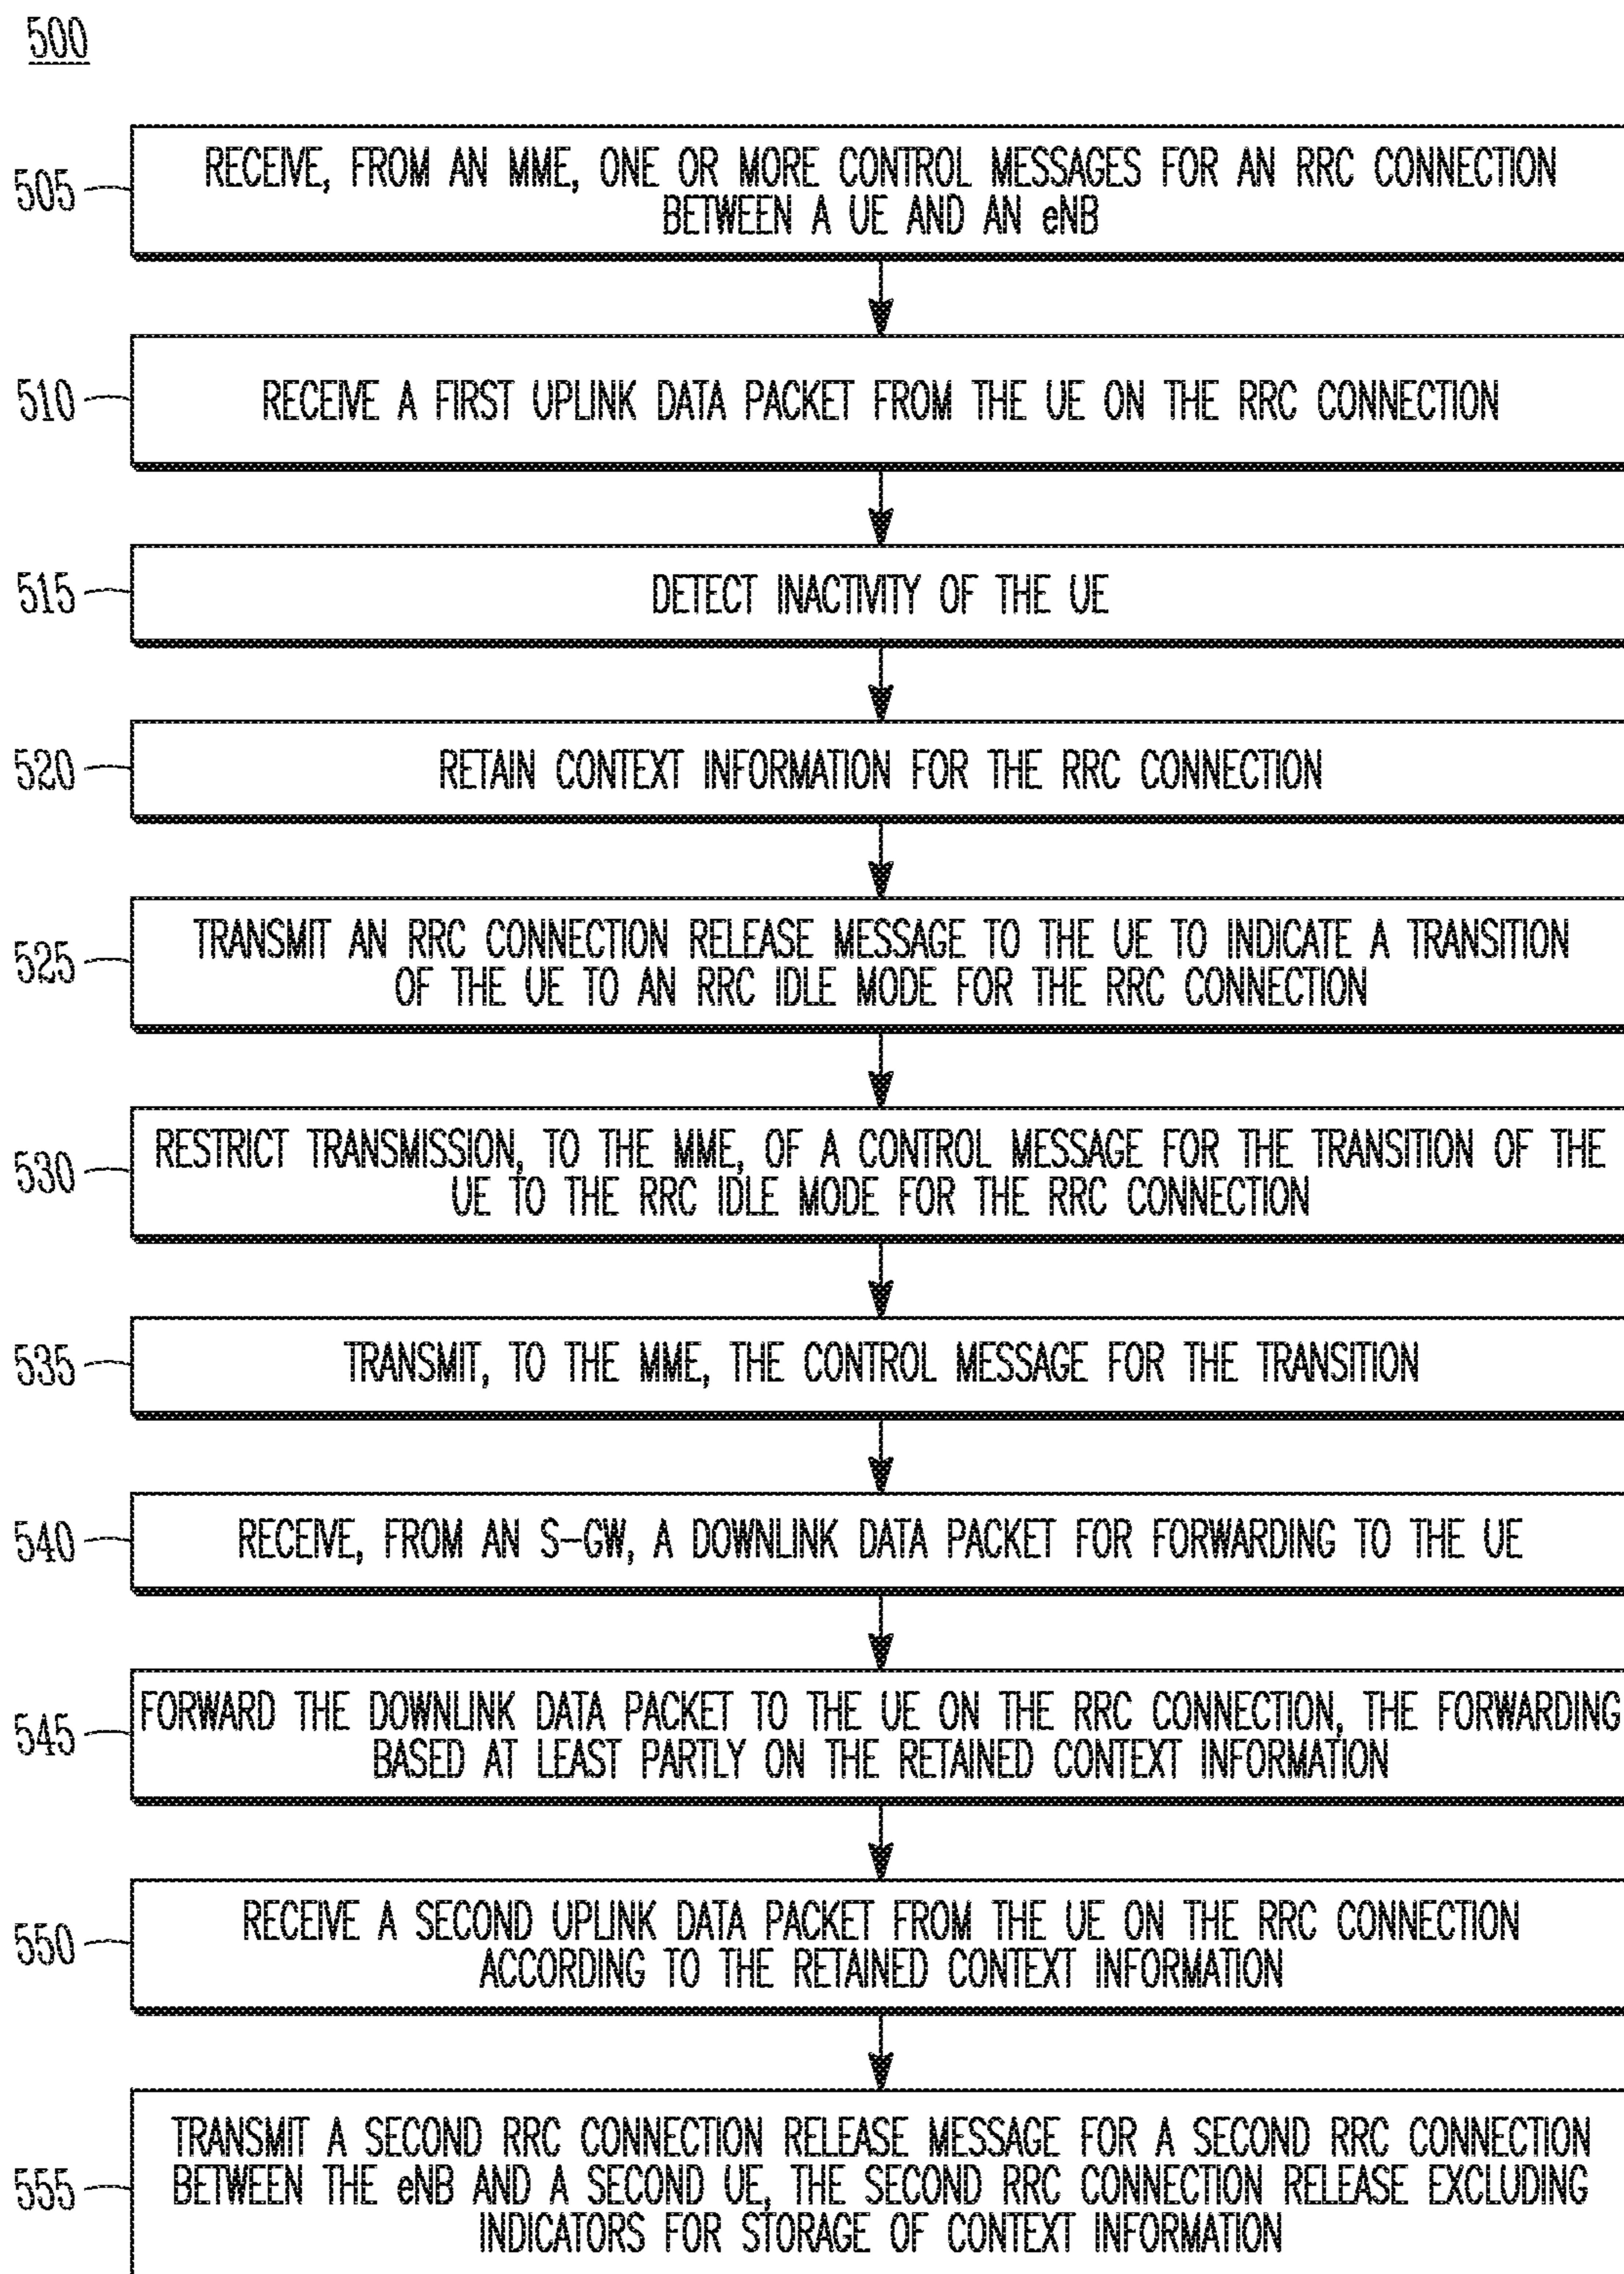 500
505
RECEIVE, FROM AN MME, ONE OR MORE CONTROL MESSAGES FOR AN RRC CONNECTION
BETWEEN A UE AND AN eNB
510
RECEIVE A FIRST UPLINK DATA PACKET FROM THE UE ON THE RRC CONNECTION
515
DETECT INACTIVITY OF THE UE
520
RETAIN CONTEXT INFORMATION FOR THE RRC CONNECTION
525
TRANSMIT AN RRC CONNECTION RELEASE MESSAGE TO THE UE TO INDICATE A TRANSITION
OF THE UE TO AN RRC IDLE MODE FOR THE RRC CONNECTION
530
RESTRICT TRANSMISSION, TO THE MME, OF A CONTROL MESSAGE FOR THE TRANSITION OF THE
UE TO THE RRC IDLE MODE FOR THE RRC CONNECTION
535
TRANSMIT, TO THE MME, THE CONTROL MESSAGE FOR THE TRANSITION
540
RECEIVE, FROM AN S-GW, A DOWNLINK DATA PACKET FOR FORWARDING TO THE UE
545
FORWARD THE DOWNLINK DATA PACKET TO THE UE ON THE RRC CONNECTION, THE FORWARDING
BASED AT LEAST PARTLY ON THE RETAINED CONTEXT INFORMATION
550
RECEIVE A SECOND UPLINK DATA PACKET FROM THE UE ON THE RRC CONNECTION
ACCORDING TO THE RETAINED CONTEXT INFORMATION
555
TRANSMIT A SECOND RRC CONNECTION RELEASE MESSAGE FOR A SECOND RRC CONNECTION
BETWEEN THE eNB AND A SECOND UE, THE SECOND RRC CONNECTION RELEASE EXCLUDING
INDICATORS FOR STORAGE OF CONTEXT INFORMATION